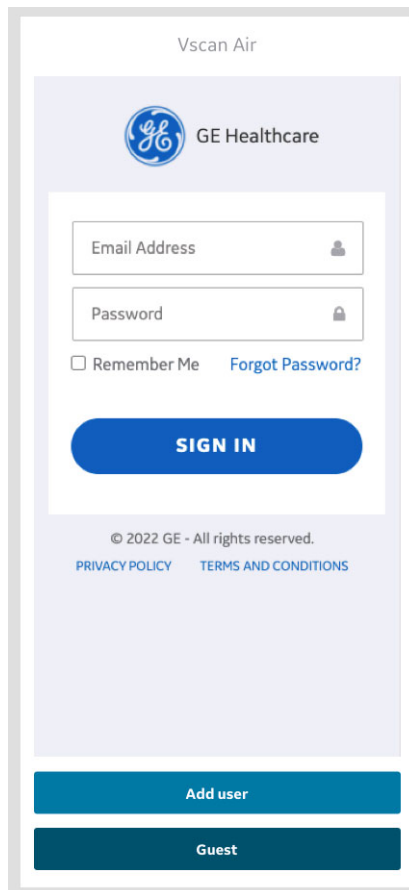 Vscan Air
GE Healthcare
Email Address
Password
Remember Me Forgot Password?
SIGN IN
© 2022 GE - All rights reserved.
PRIVACY POLICY TERMS AND CONDITIONS
Add user
Guest